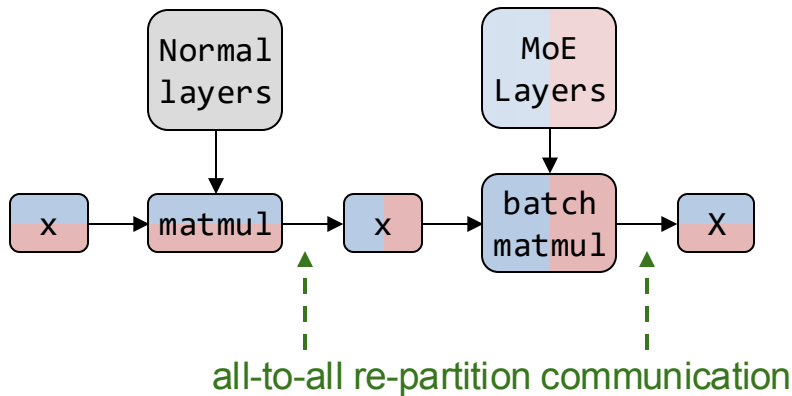 Normal
layers
MoE
Layers
x
matmul
x
batch
matmul
X
all-to-all re-partition communication